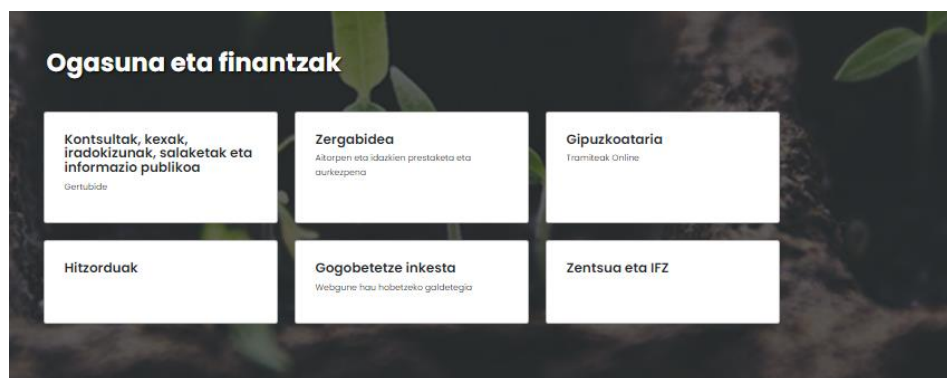 Ogasuna eta finantzak
Kontsultak, kexak,
iradokizunak, salaketak eta
informazio publikoa
Gertubide
Zergabidea
Aitorpen eta idazkien prestaketa eta
aurkezpena
Gipuzkoataria
Tramiteak Online
Hitzorduak
Gogobetetze inkesta
Webgune hau hobetzeko galdetegia
Zentsua eta IFZ